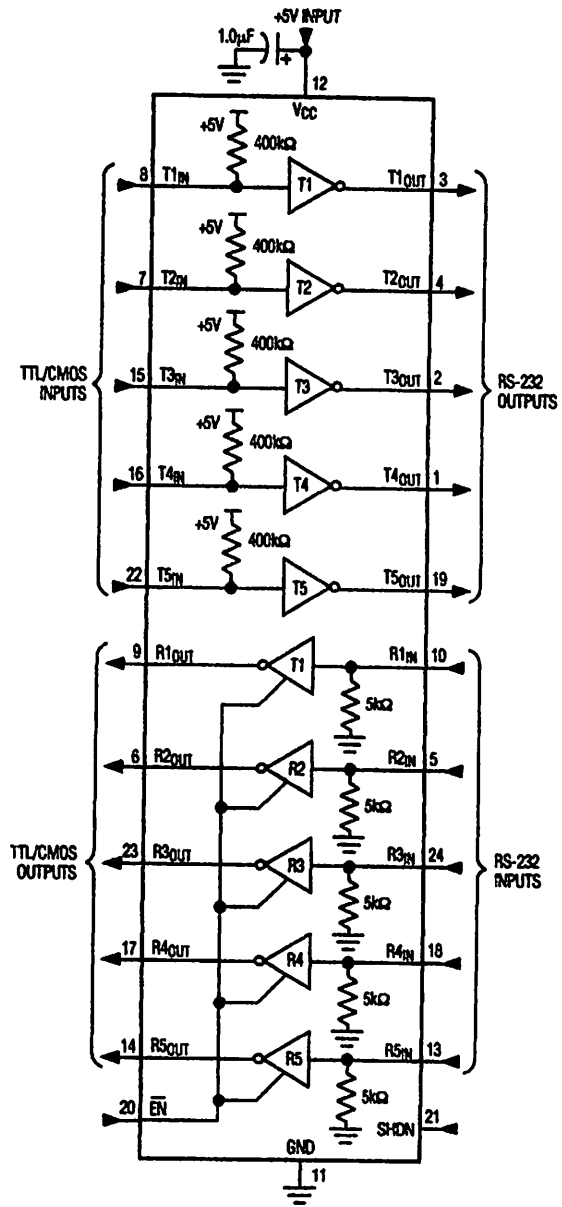 +5V INPUT
1.0µF
+
12
VCC
+5V
400kΩ
8 T1IN T1 T1OUT 3
+5V
400kΩ
7 T2IN T2 T2OUT 4
+5V
400kΩ
TTL/CMOS INPUTS
15 T3IN T3 T3OUT 2
RS-232 OUTPUTS
+5V
400kΩ
16 T4IN T4 T4OUT 1
+5V
400kΩ
22 T5IN T5 T5OUT 19
9 R1OUT T1 R1IN 10
5kΩ
6 R2OUT R2 R2IN 5
5kΩ
TTL/CMOS OUTPUTS
23 R3OUT R3 R3IN 24
RS-232 INPUTS
5kΩ
17 R4OUT R4 R4IN 18
5kΩ
14 R5OUT R5 R5IN 13
5kΩ
20 E̅N̅
SHDN 21
GND
11